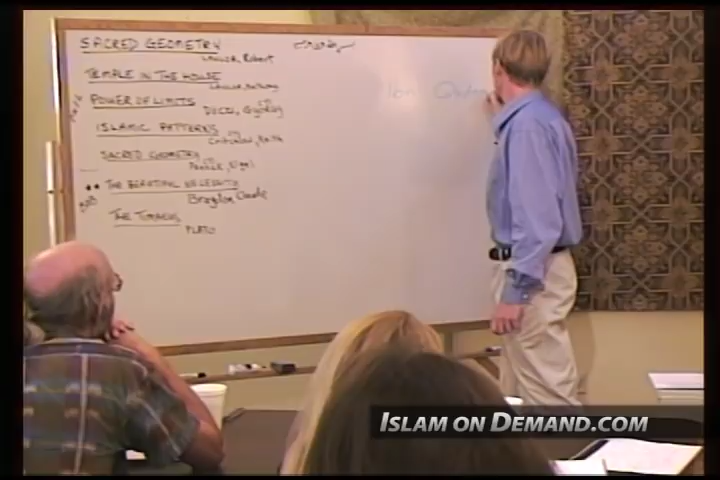 SACRED GEOMETRY
Lawlor, Robert
TEMPLE IN THE HOUSE
Lawlor, Anthony
POWER OF LIMITS
Doczi, György
ISLAMIC PATTERNS
Critchlow, Keith
SACRED GEOMETRY
Pennick, Nigel
THE BEAUTIFUL NECESSITY
Bragdon Claude
THE TIMAEUS
PLATO
Ibn
ISLAM ON DEMAND.COM